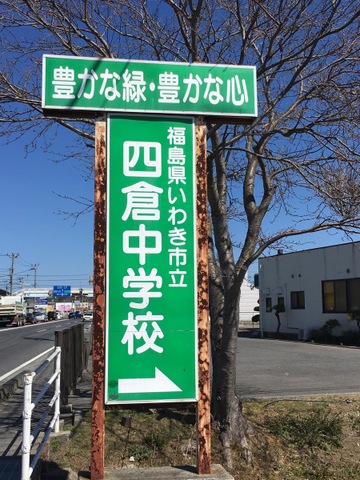 豊かな緑・豊かな心
福島県いわき市立
四倉中学校